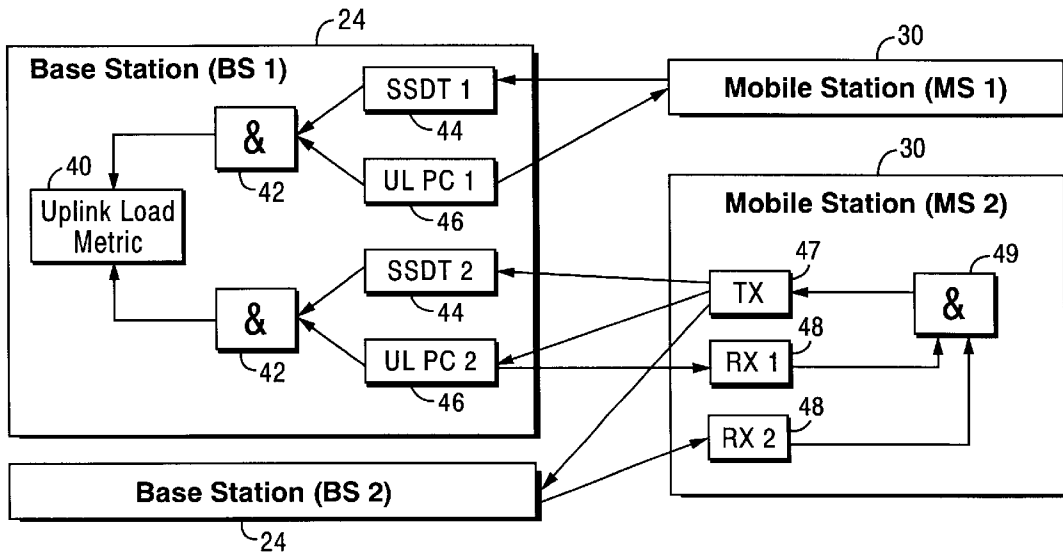 24
Base Station (BS 1)
SSDT 1
44
&
42
UL PC 1
46
40
Uplink Load
Metric
SSDT 2
44
&
42
UL PC 2
46
Base Station (BS 2)
24
30
Mobile Station (MS 1)
30
Mobile Station (MS 2)
47
TX
49
&
48
RX 1
48
RX 2